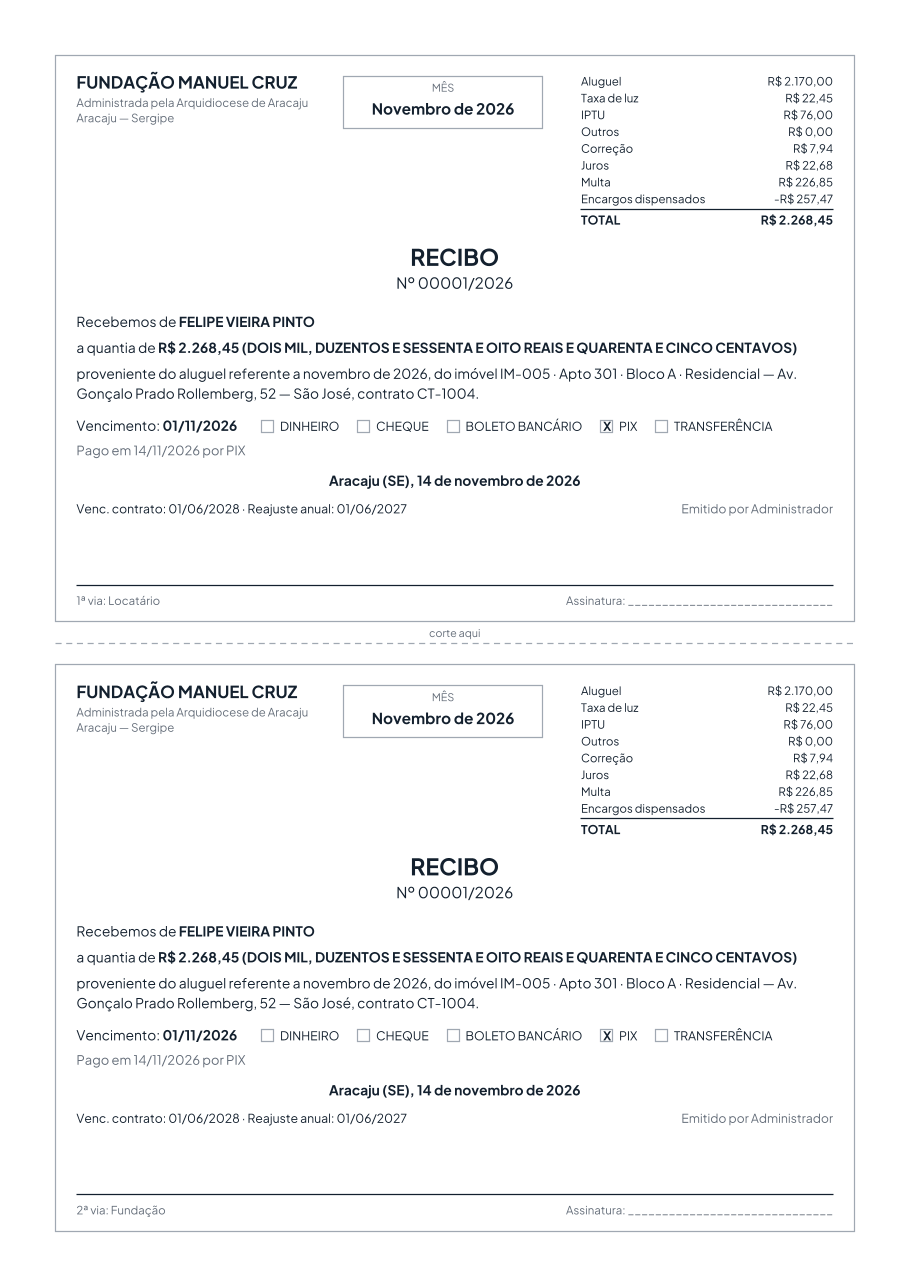 FUNDAÇÃO MANUEL CRUZ
Administrada pela Arquidiocese de Aracaju
Aracaju — Sergipe
MÊS
Novembro de 2026
Aluguel R$ 2.170,00
Taxa de luz R$ 22,45
IPTU R$ 76,00
Outros R$ 0,00
Correção R$ 7,94
Juros R$ 22,68
Multa R$ 226,85
Encargos dispensados -R$ 257,47
TOTAL R$ 2.268,45
RECIBO
Nº 00001/2026
Recebemos de FELIPE VIEIRA PINTO
a quantia de R$ 2.268,45 (DOIS MIL, DUZENTOS E SESSENTA E OITO REAIS E QUARENTA E CINCO CENTAVOS)
proveniente do aluguel referente a novembro de 2026, do imóvel IM-005 · Apto 301 · Bloco A · Residencial — Av.
Gonçalo Prado Rollemberg, 52 — São José, contrato CT-1004.
Vencimento: 01/11/2026 DINHEIRO CHEQUE BOLETO BANCÁRIO X PIX TRANSFERÊNCIA
Pago em 14/11/2026 por PIX
Aracaju (SE), 14 de novembro de 2026
Venc. contrato: 01/06/2028 · Reajuste anual: 01/06/2027 Emitido por Administrador
1ª via: Locatário Assinatura: _____________________________
corte aqui
FUNDAÇÃO MANUEL CRUZ
Administrada pela Arquidiocese de Aracaju
Aracaju — Sergipe
MÊS
Novembro de 2026
Aluguel R$ 2.170,00
Taxa de luz R$ 22,45
IPTU R$ 76,00
Outros R$ 0,00
Correção R$ 7,94
Juros R$ 22,68
Multa R$ 226,85
Encargos dispensados -R$ 257,47
TOTAL R$ 2.268,45
RECIBO
Nº 00001/2026
Recebemos de FELIPE VIEIRA PINTO
a quantia de R$ 2.268,45 (DOIS MIL, DUZENTOS E SESSENTA E OITO REAIS E QUARENTA E CINCO CENTAVOS)
proveniente do aluguel referente a novembro de 2026, do imóvel IM-005 · Apto 301 · Bloco A · Residencial — Av.
Gonçalo Prado Rollemberg, 52 — São José, contrato CT-1004.
Vencimento: 01/11/2026 DINHEIRO CHEQUE BOLETO BANCÁRIO X PIX TRANSFERÊNCIA
Pago em 14/11/2026 por PIX
Aracaju (SE), 14 de novembro de 2026
Venc. contrato: 01/06/2028 · Reajuste anual: 01/06/2027 Emitido por Administrador
2ª via: Fundação Assinatura: _____________________________